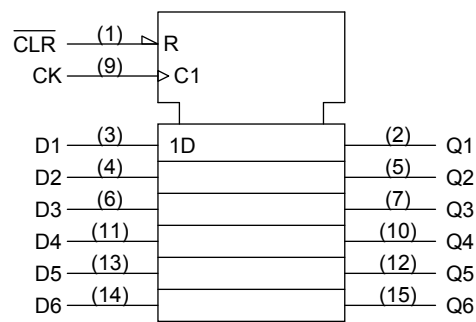 CLR (1) R
CK (9) C1
D1 (3) 1D (2) Q1
D2 (4) (5) Q2
D3 (6) (7) Q3
D4 (11) (10) Q4
D5 (13) (12) Q5
D6 (14) (15) Q6